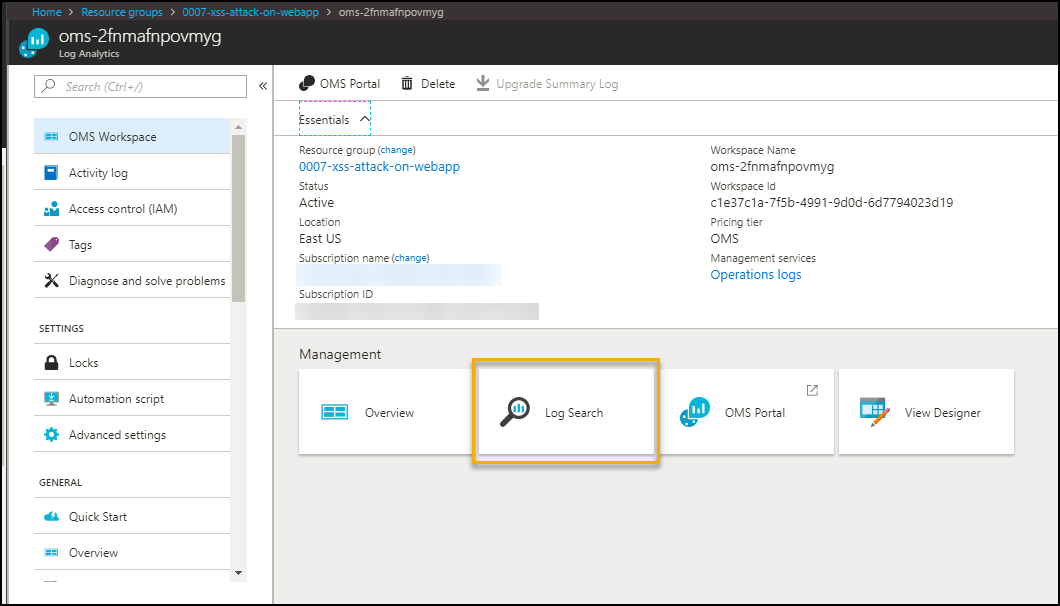 Home > Resource groups > 0007-xss-attack-on-webapp > oms-2fnmafnpovmyg
oms-2fnmafnpovmyg
Log Analytics
Search (Ctrl+/)
«
OMS Workspace
Activity log
Access control (IAM)
Tags
Diagnose and solve problems
SETTINGS
Locks
Automation script
Advanced settings
GENERAL
Quick Start
Overview
OMS Portal Delete Upgrade Summary Log
Essentials
Resource group (change)
0007-xss-attack-on-webapp
Status
Active
Location
East US
Subscription name (change)
Subscription ID
Workspace Name
oms-2fnmafnpovmyg
Workspace Id
c1e37c1a-7f5b-4991-9d0d-6d7794023d19
Pricing tier
OMS
Management services
Operations logs
Management
Overview
Log Search
OMS Portal
View Designer